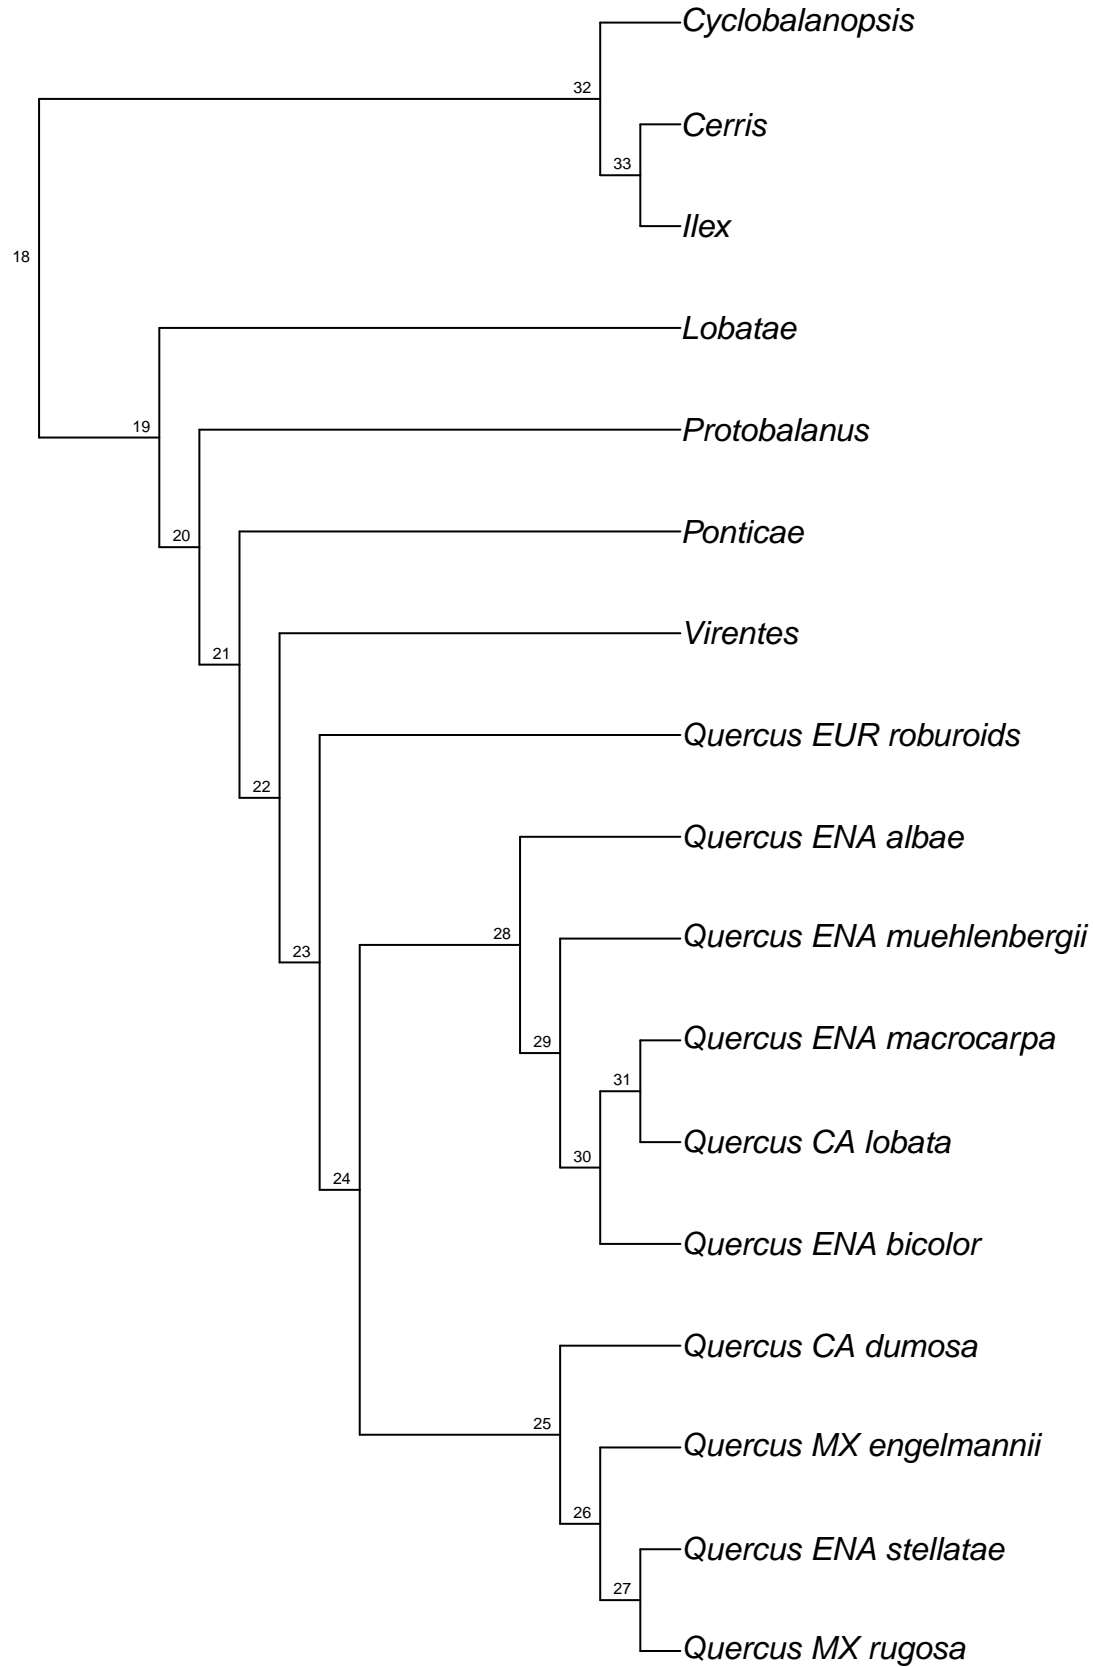 Cyclobalanopsis
32
Cerris
33
Ilex
18
Lobatae
19
Protobalanus
20
Ponticae
21
Virentes
22
Quercus EUR roburoids
23
Quercus ENA albae
28
Quercus ENA muehlenbergii
29
Quercus ENA macrocarpa
31
Quercus CA lobata
30
24
Quercus ENA bicolor
Quercus CA dumosa
25
Quercus MX engelmannii
26
Quercus ENA stellatae
27
Quercus MX rugosa